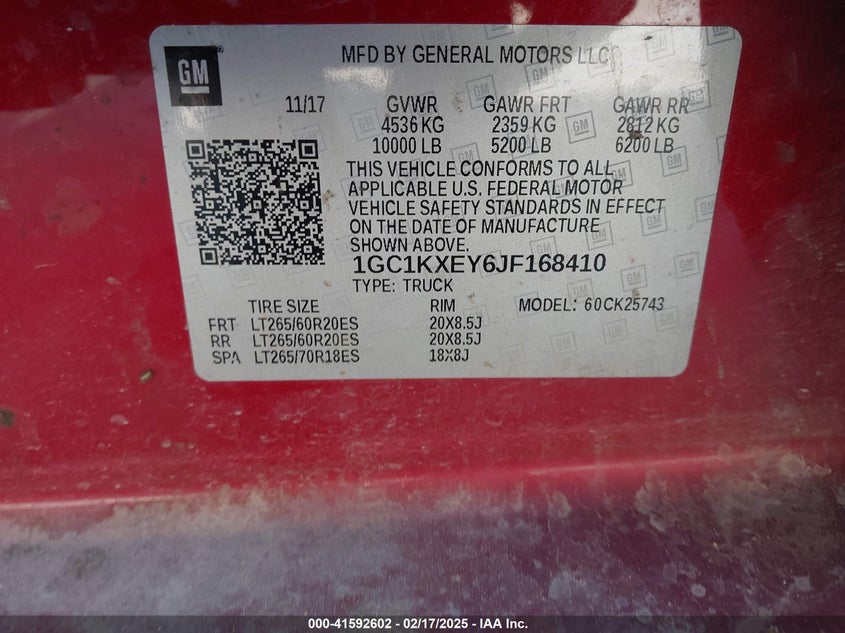 GM
MFD BY GENERAL MOTORS LLC
11/17 GVWR GAWR FRT GAWR RR
4536 KG 2359 KG 2812 KG
10000 LB 5200 LB 6200 LB
THIS VEHICLE CONFORMS TO ALL
APPLICABLE U.S. FEDERAL MOTOR
VEHICLE SAFETY STANDARDS IN EFFECT
ON THE DATE OF MANUFACTURE
SHOWN ABOVE.
1GC1KXEY6JF168410
TYPE: TRUCK
TIRE SIZE RIM MODEL: 60CK25743
FRT LT265/60R20ES 20X8.5J
RR LT265/60R20ES 20X8.5J
SPA LT265/70R18ES 18X8J
000-41592602 - 02/17/2025 - IAA Inc.